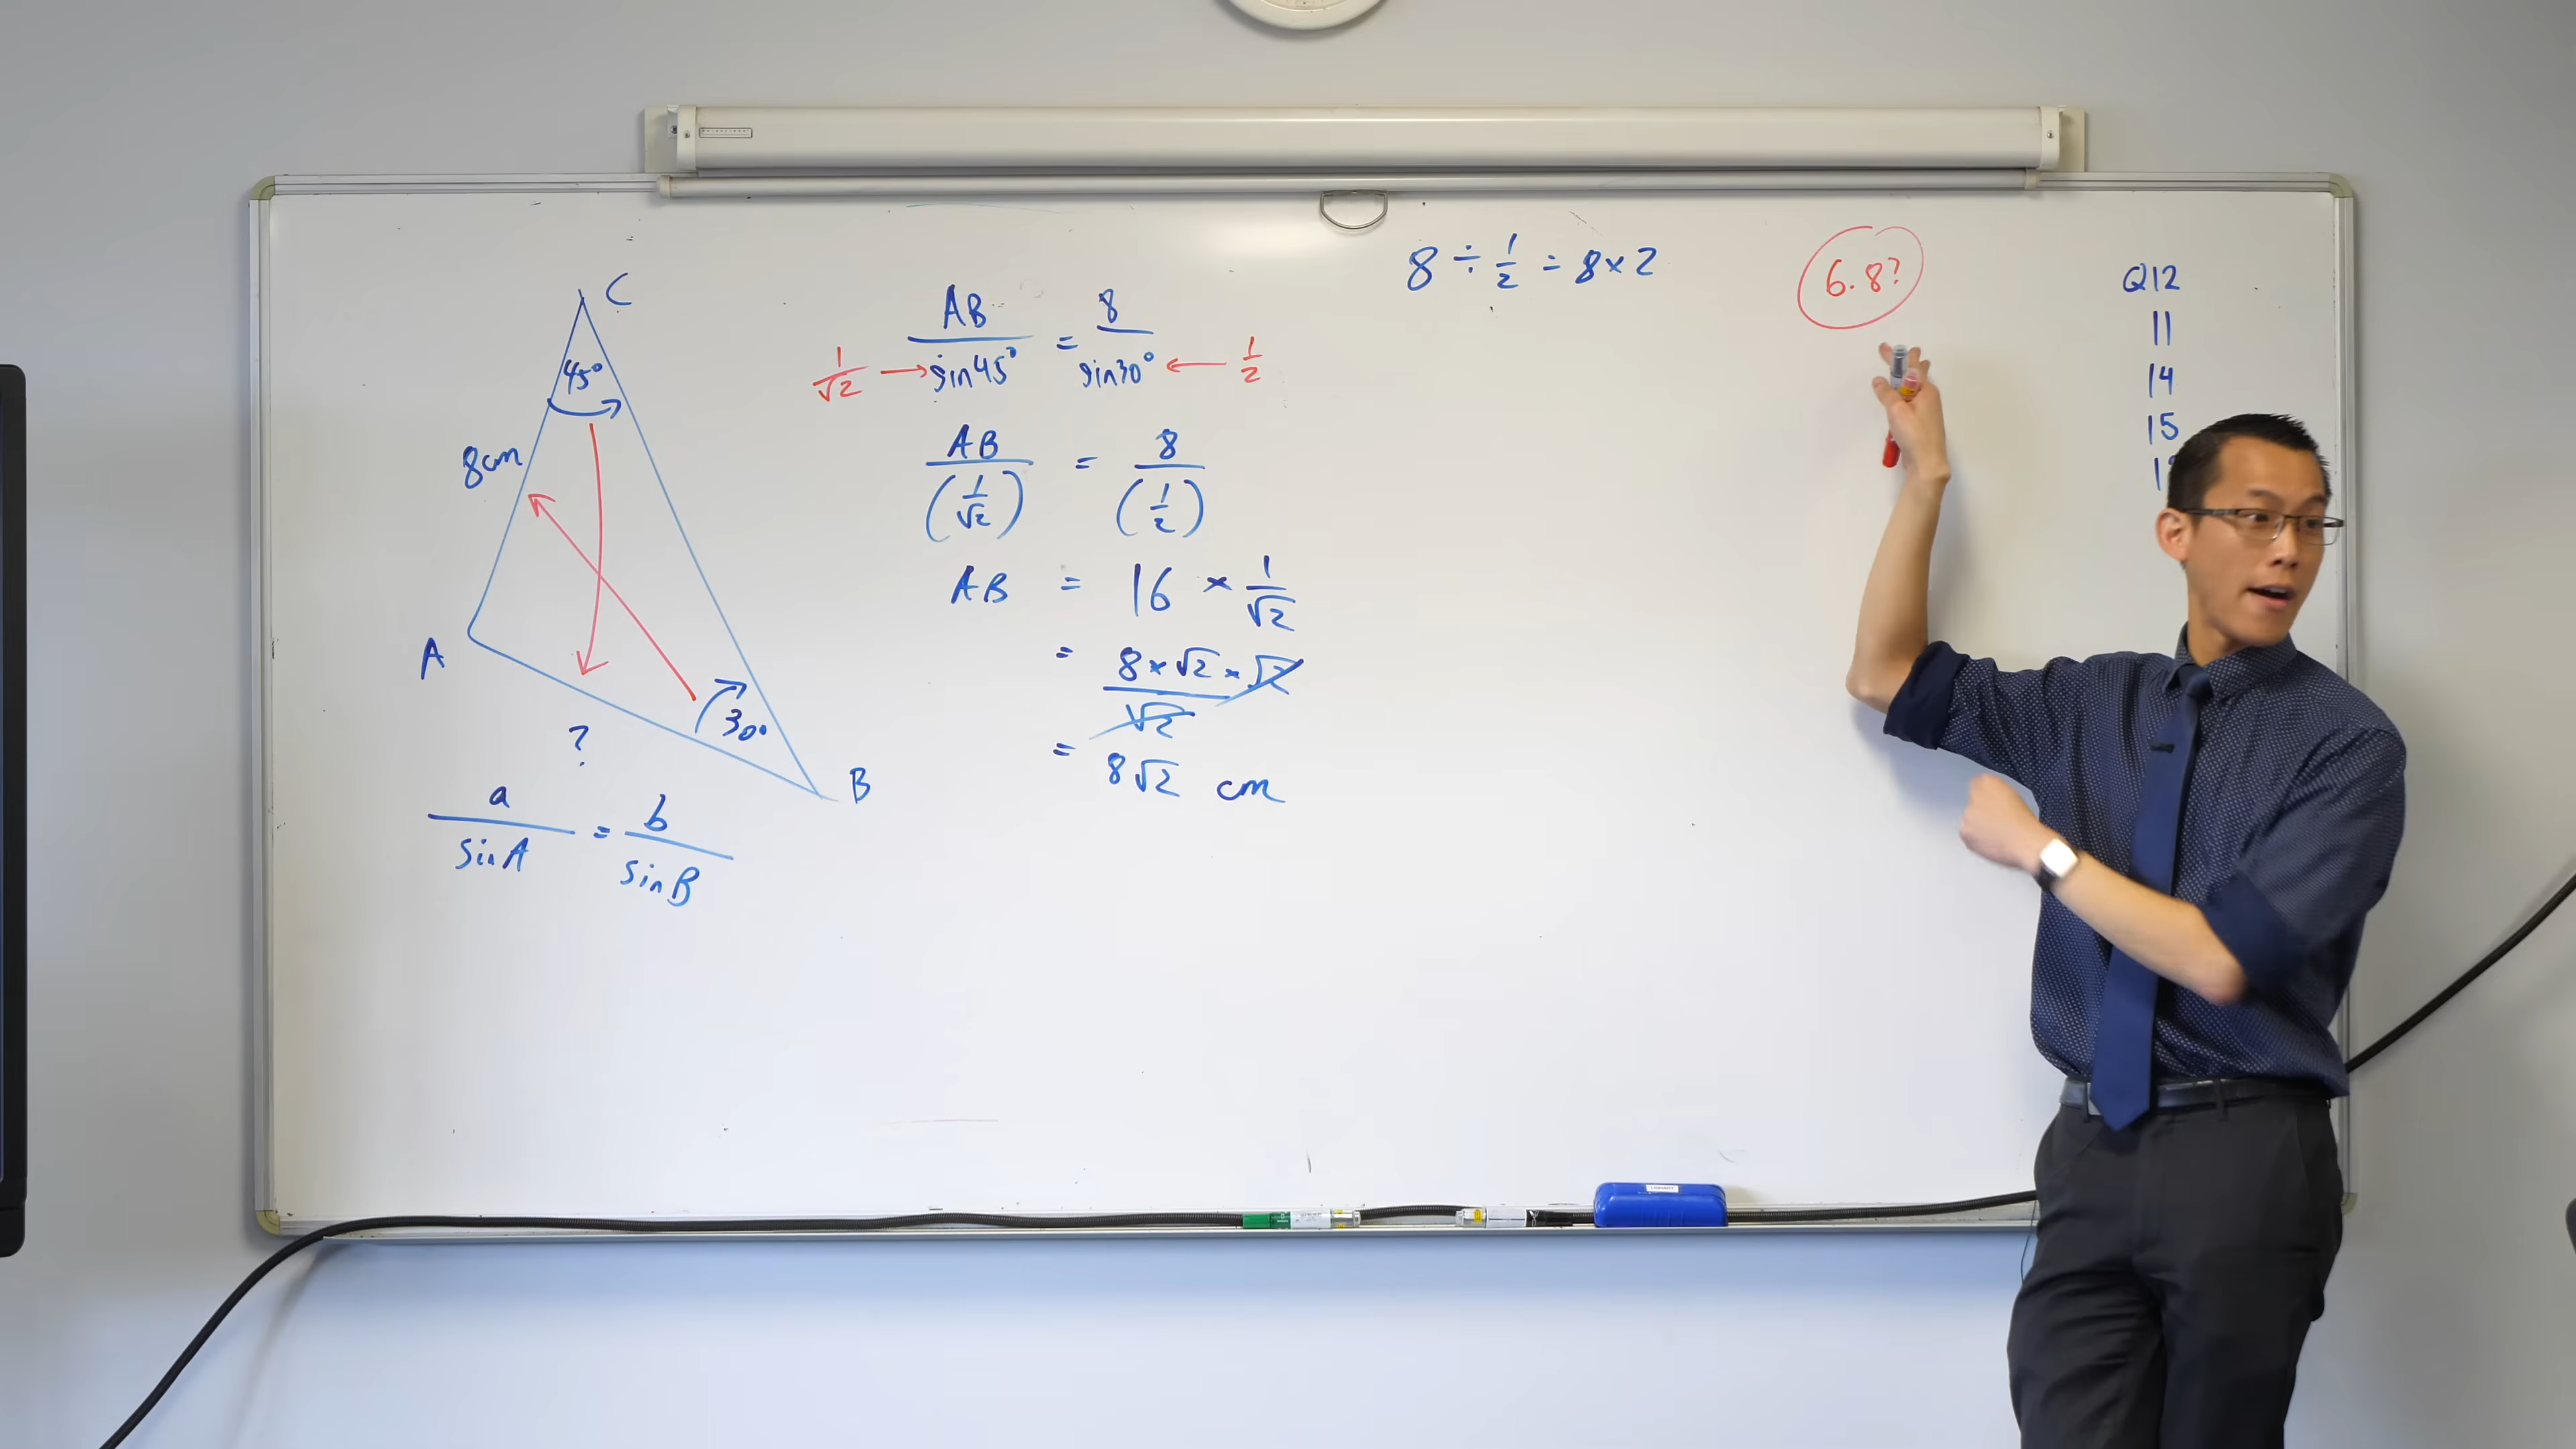 C
45°
8cm
A
?
30°
B
a/sinA = b/sinB
AB/sin45° = 8/sin30°
1/√2 → ← 1/2
AB/(1/√2) = 8/(1/2)
AB = 16 × 1/√2
= 8×√2×√2/√2
= 8√2 cm
8 ÷ 1/2 = 8×2
6.8?
Q12
11
14
15